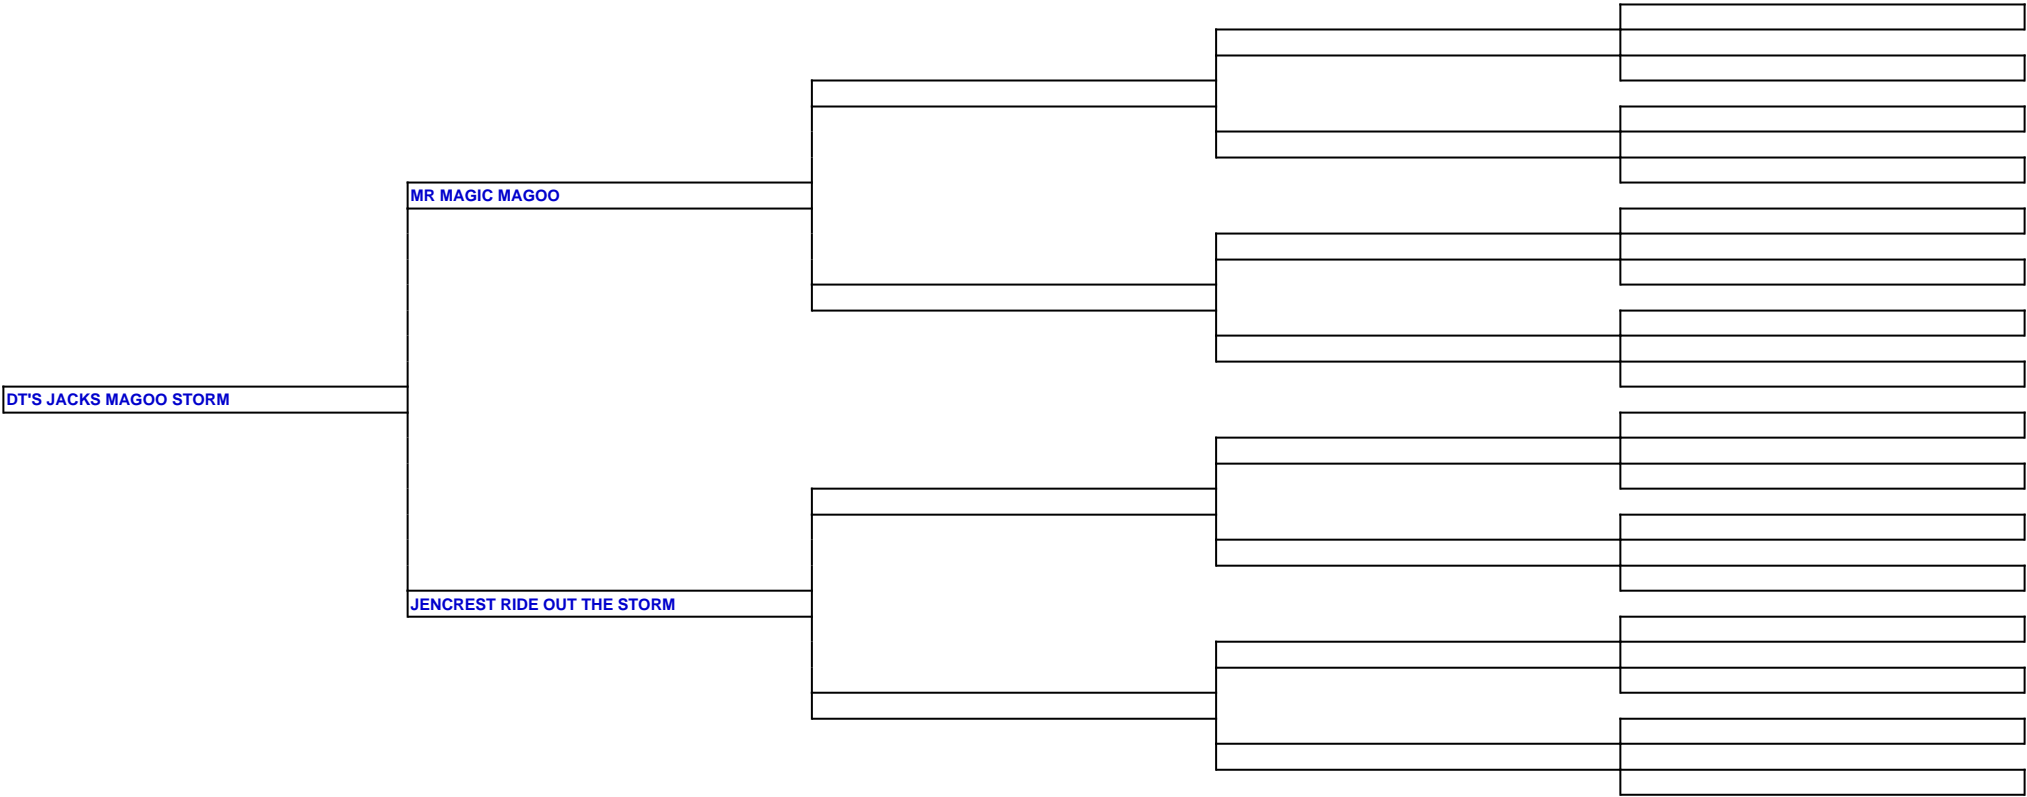 MR MAGIC MAGOO
DT'S JACKS MAGOO STORM
JENCREST RIDE OUT THE STORM